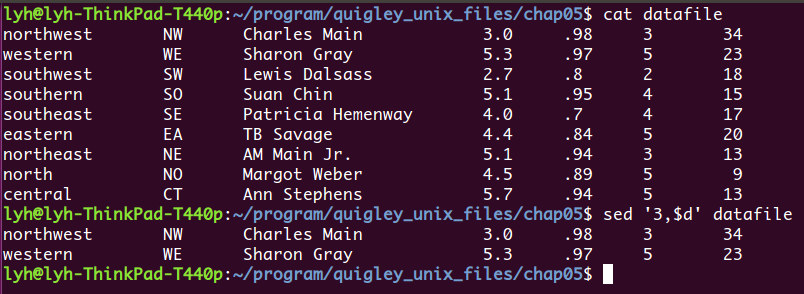 lyh@lyh-ThinkPad-T440p:~/program/quigley_unix_files/chap05$ cat datafile
northwest NW Charles Main 3.0 .98 3 34
western WE Sharon Gray 5.3 .97 5 23
southwest SW Lewis Dalsass 2.7 .8 2 18
southern SO Suan Chin 5.1 .95 4 15
southeast SE Patricia Hemenway 4.0 .7 4 17
eastern EA TB Savage 4.4 .84 5 20
northeast NE AM Main Jr. 5.1 .94 3 13
north NO Margot Weber 4.5 .89 5 9
central CT Ann Stephens 5.7 .94 5 13
lyh@lyh-ThinkPad-T440p:~/program/quigley_unix_files/chap05$ sed '3,$d' datafile
northwest NW Charles Main 3.0 .98 3 34
western WE Sharon Gray 5.3 .97 5 23
lyh@lyh-ThinkPad-T440p:~/program/quigley_unix_files/chap05$